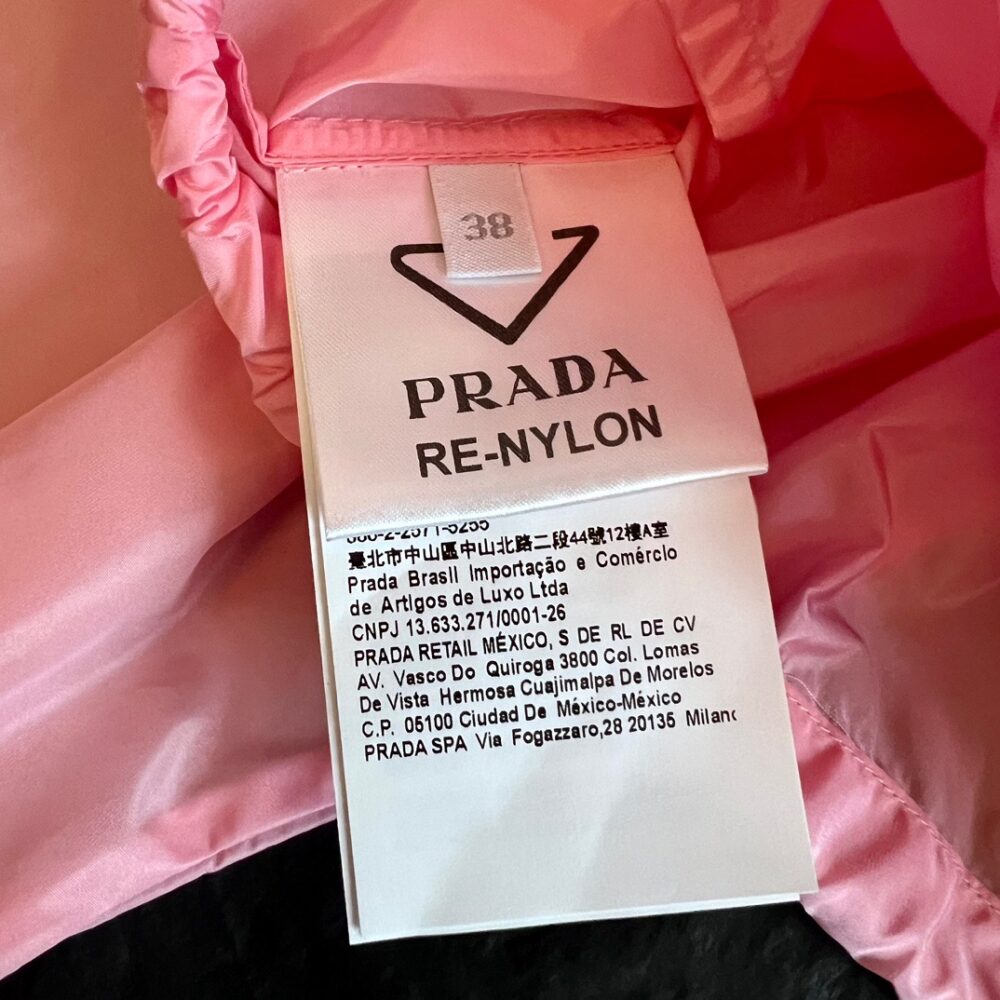 38
PRADA
RE-NYLON
2-2571-5255
臺北市中山區中山北路二段44號12樓A室
Prada Brasil Importação e Comércio
de Artigos de Luxo Ltda
CNPJ 13.633.271/0001-26
PRADA RETAIL MÉXICO, S DE RL DE CV
AV. Vasco Do Quiroga 3800 Col. Lomas
De Vista Hermosa Cuajimalpa De Morelos
C.P. 05100 Ciudad De México-México
PRADA SPA Via Fogazzaro,28 20135 Milano